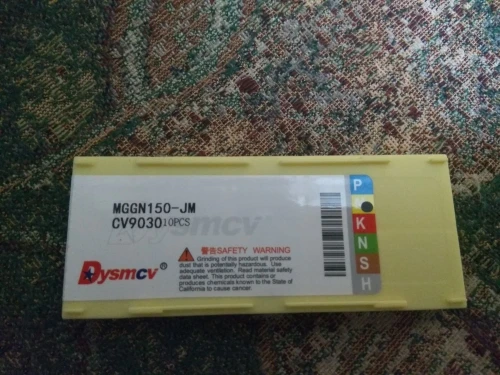 MGGN150-JM
CV9030 10PCS
Dysmcv®
警告SAFETY WARNING
Grinding of this product will produce
dust that is potentially hazardous. Use
adequate ventilation. Read material safety
data sheet. This product contains or
produces chemicals known to the State of
California to cause cancer.
P
K
N
S
H